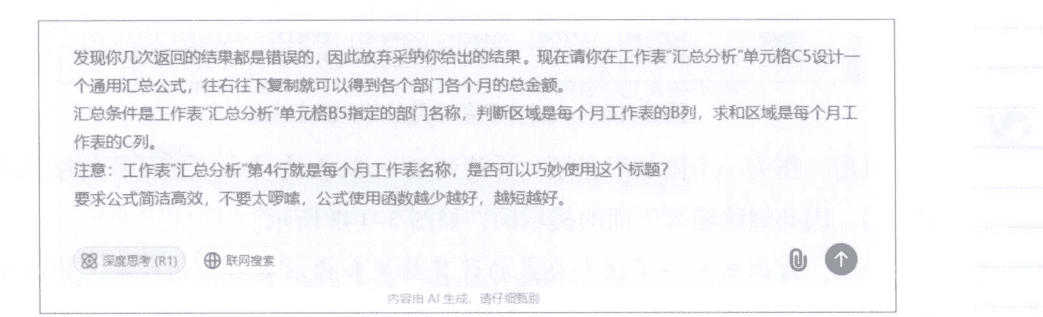 发现你几次返回的结果都是错误的，因此放弃采纳你给出的结果。现在请你在工作表“汇总分析”单元格C5设计一
个通用汇总公式，往右往下复制就可以得到各个部门各个月的总金额。
汇总条件是工作表“汇总分析”单元格B5指定的部门名称，判断区域是每个月工作表的B列，求和区域是每个月工
作表的C列。
注意：工作表“汇总分析”第4行就是每个月工作表名称，是否可以巧妙使用这个标题？
要求公式简洁高效，不要太啰嗦，公式使用函数越少越好，越短越好。
深度思考 (R1) 联网搜索
内容由 AI 生成，请仔细甄别